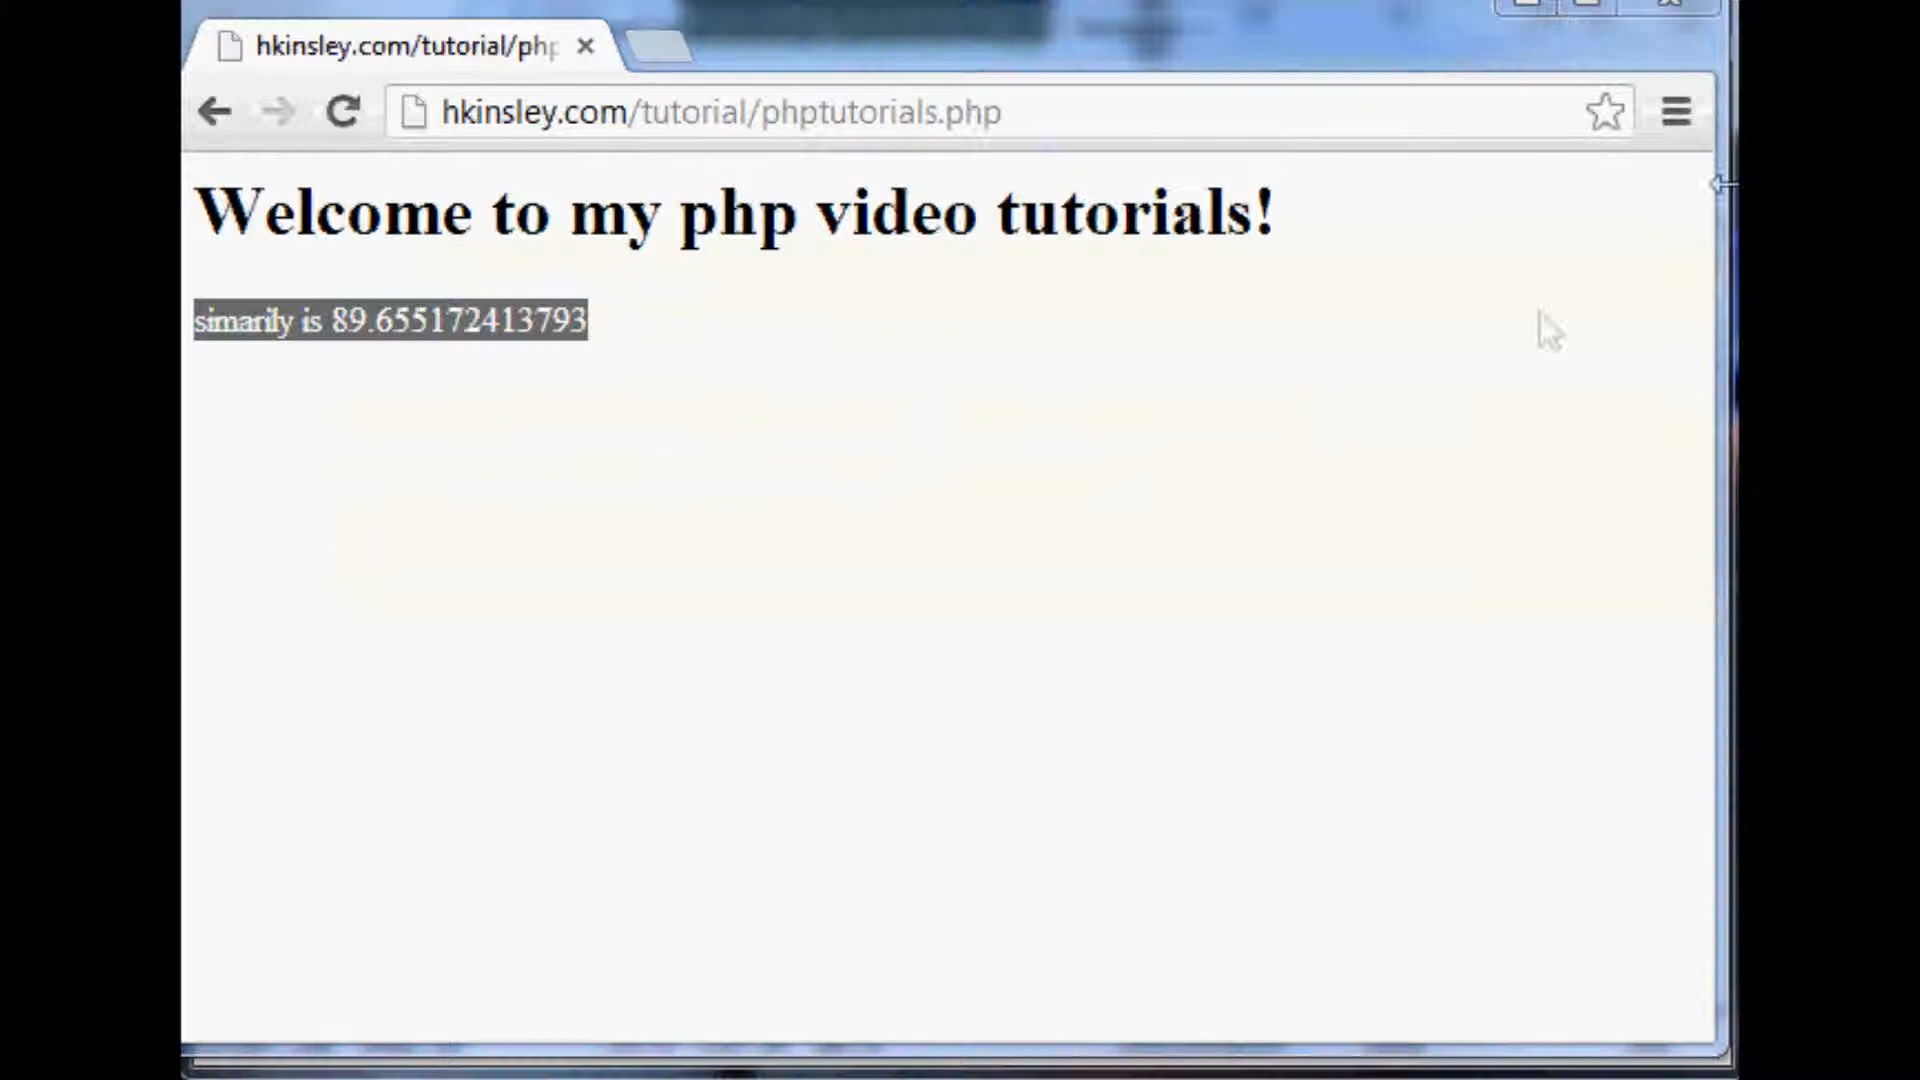 hkinsley.com/tutorial/php
hkinsley.com/tutorial/phptutorials.php
Welcome to my php video tutorials!
simarily is 89.655172413793